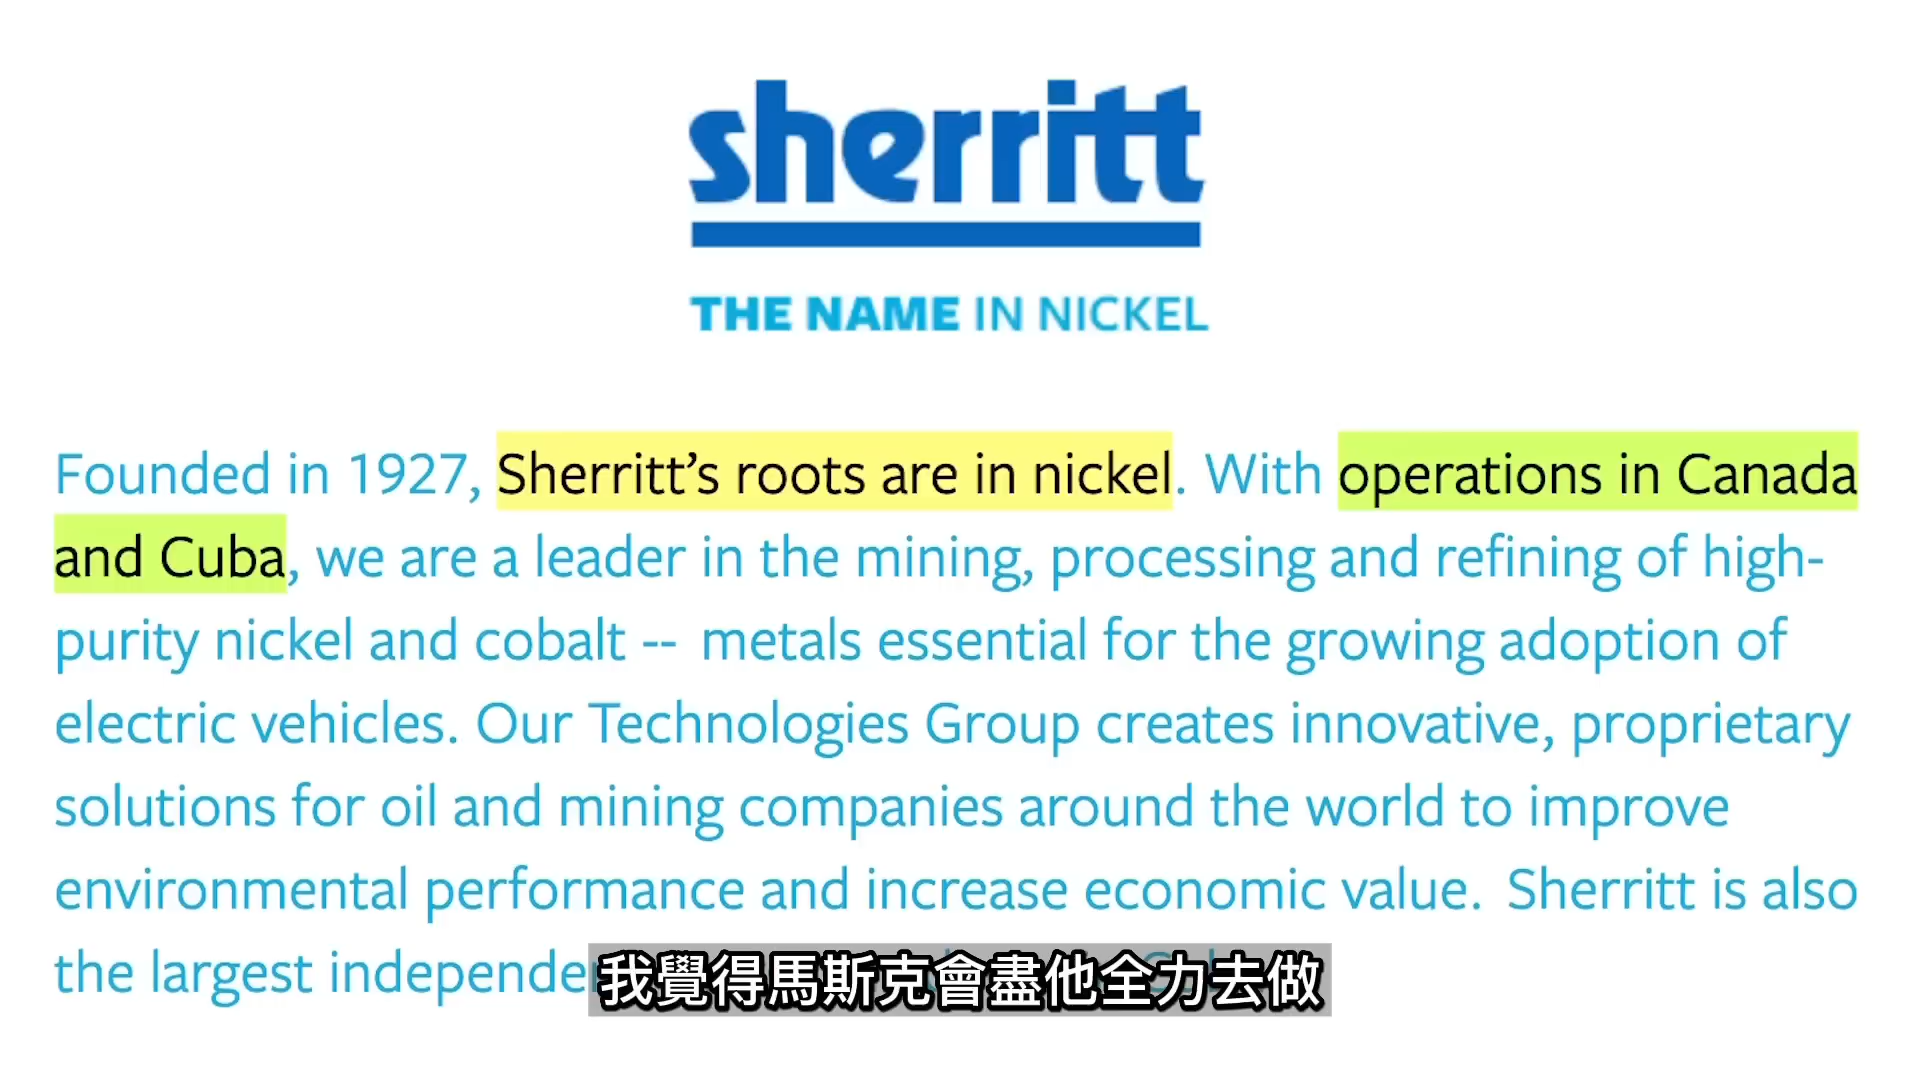 sherritt
THE NAME IN NICKEL
Founded in 1927, Sherritt’s roots are in nickel. With operations in Canada
and Cuba, we are a leader in the mining, processing and refining of high-
purity nickel and cobalt -- metals essential for the growing adoption of
electric vehicles. Our Technologies Group creates innovative, proprietary
solutions for oil and mining companies around the world to improve
environmental performance and increase economic value. Sherritt is also
the largest
我覺得馬斯克會盡他全力去做